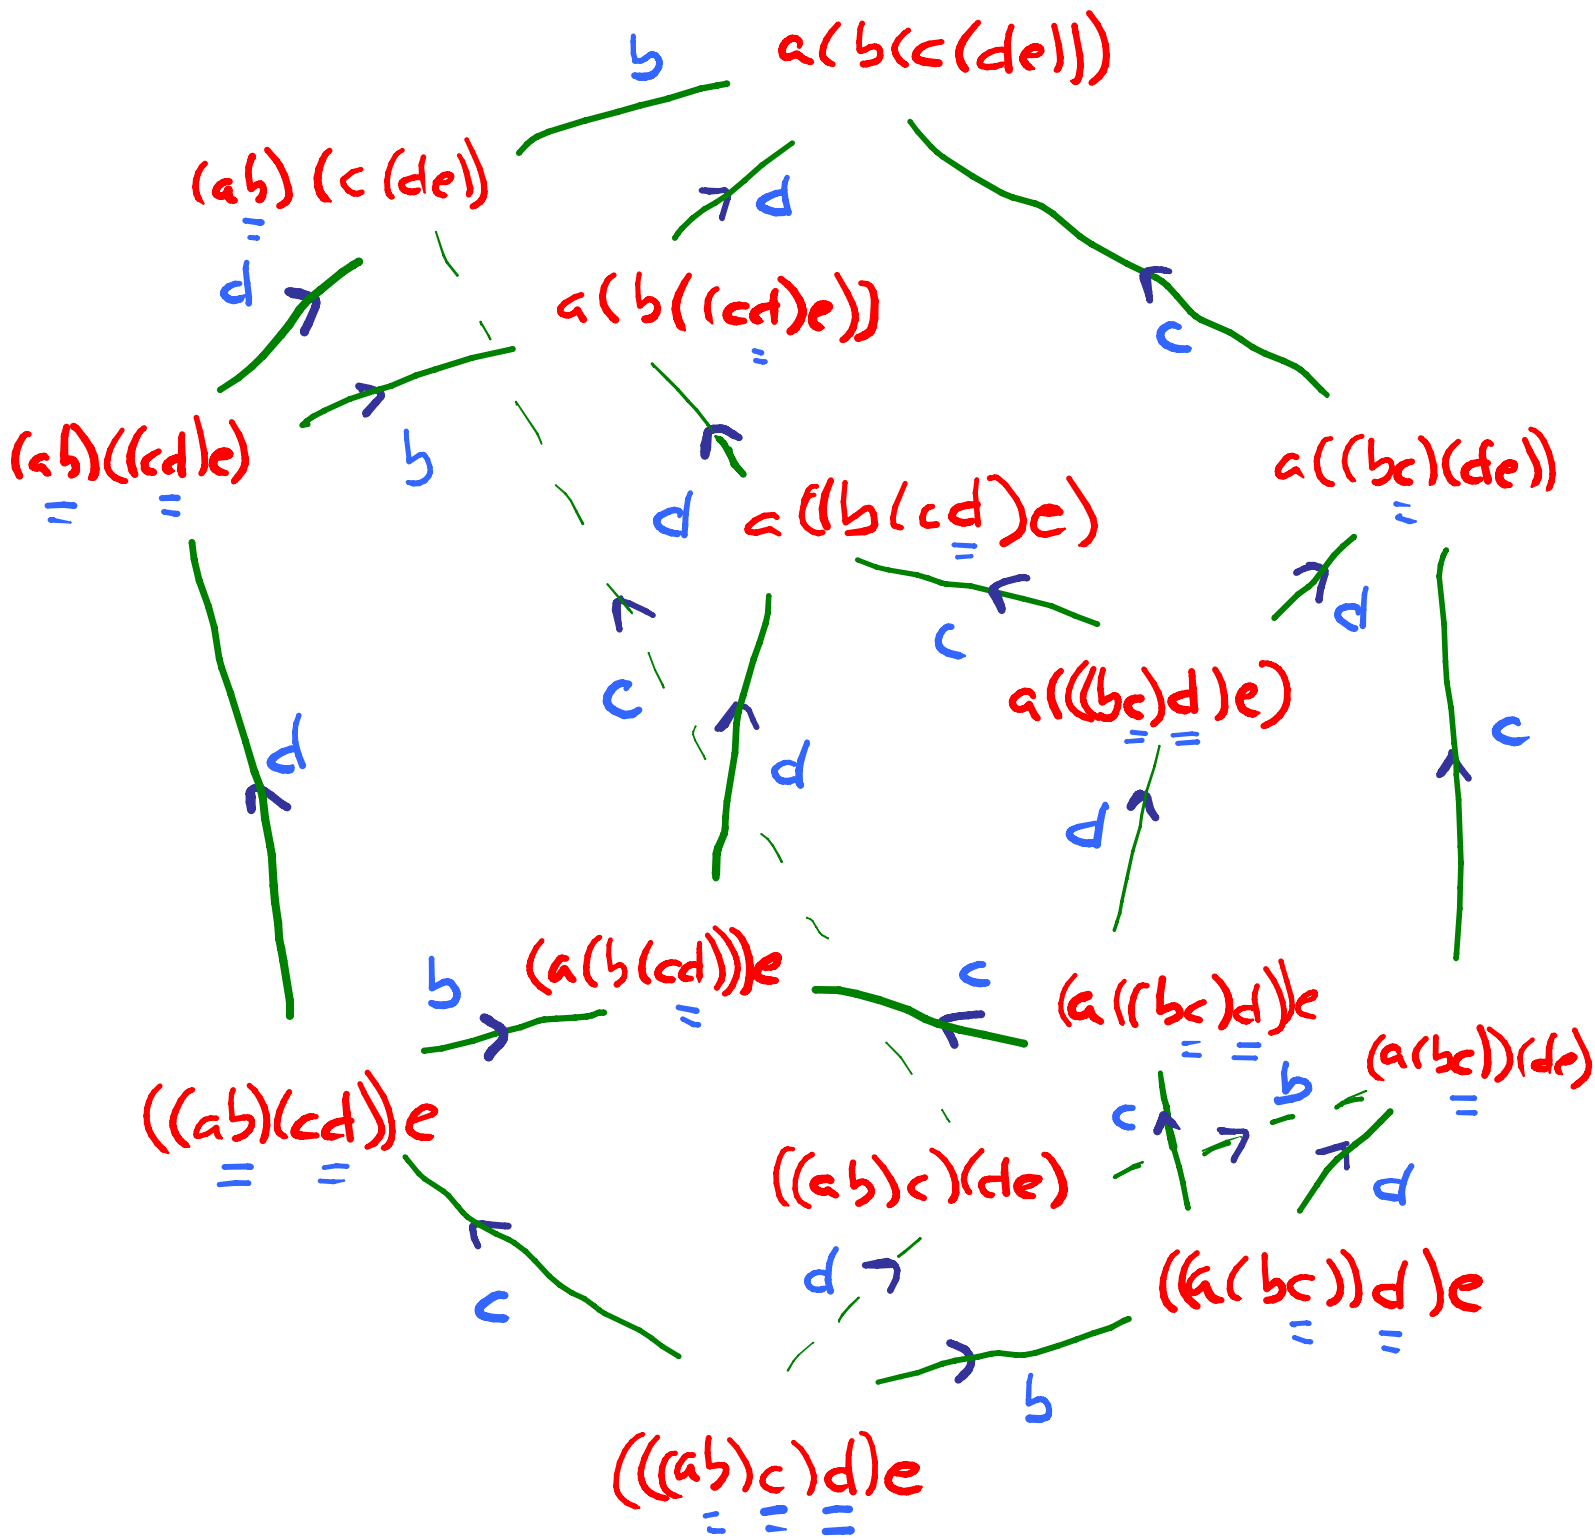 b
a(b(c(de)))
(ab)(c(de))
d
d
a(b((cd)e))
c
b
(ab)((cd)e)
a((bc)(de))
d
a((b(cd)e)
d
c
a(((bc)d)e)
c
c
d
d
d
b
(a(b(cd)))e
c
(a((bc)d))e
(a(bc))(de)
b
((ab)(cd))e
c
((ab)c)(de)
d
d
c
((a(bc))d)e
b
(((ab)c)d)e